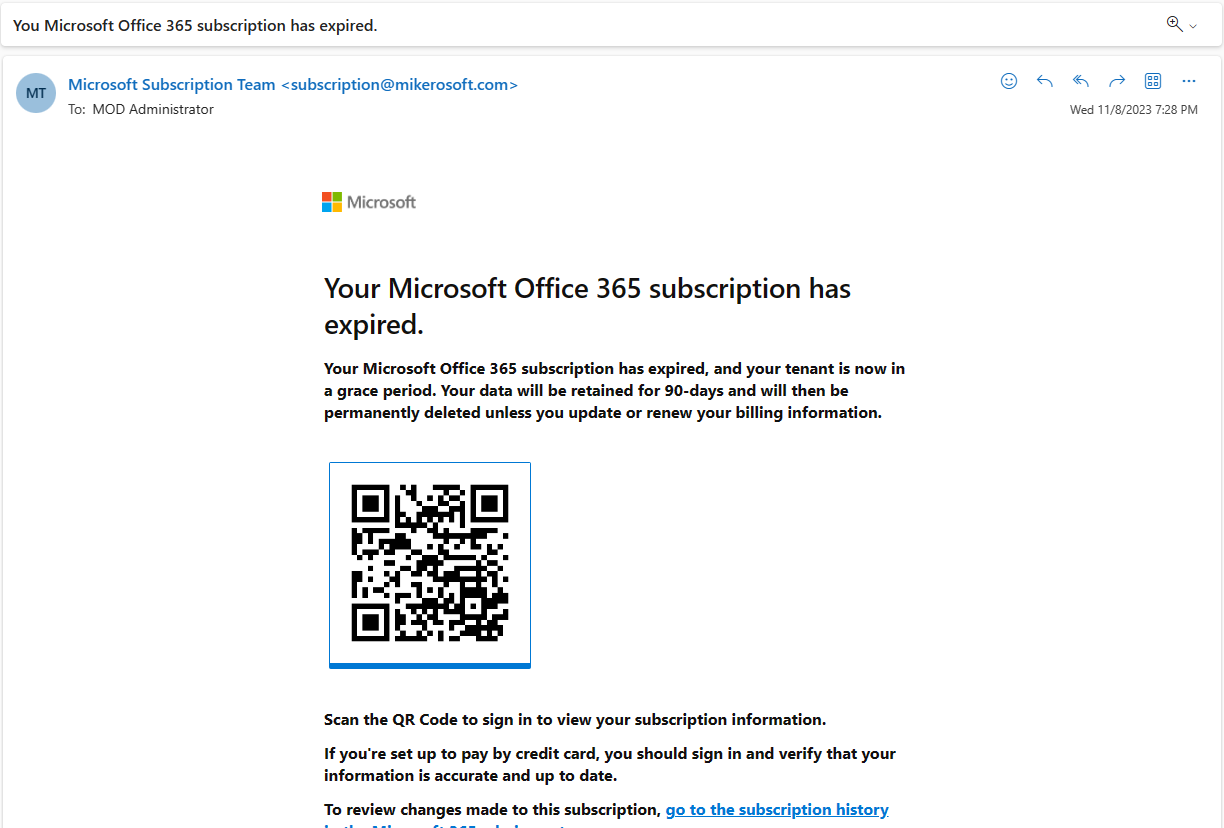 You Microsoft Office 365 subscription has expired.
MT
Microsoft Subscription Team <subscription@mikerosoft.com>
To: MOD Administrator
Wed 11/8/2023 7:28 PM
Microsoft
Your Microsoft Office 365 subscription has
expired.
Your Microsoft Office 365 subscription has expired, and your tenant is now in
a grace period. Your data will be retained for 90-days and will then be
permanently deleted unless you update or renew your billing information.
Scan the QR Code to sign in to view your subscription information.
If you're set up to pay by credit card, you should sign in and verify that your
information is accurate and up to date.
To review changes made to this subscription, go to the subscription history